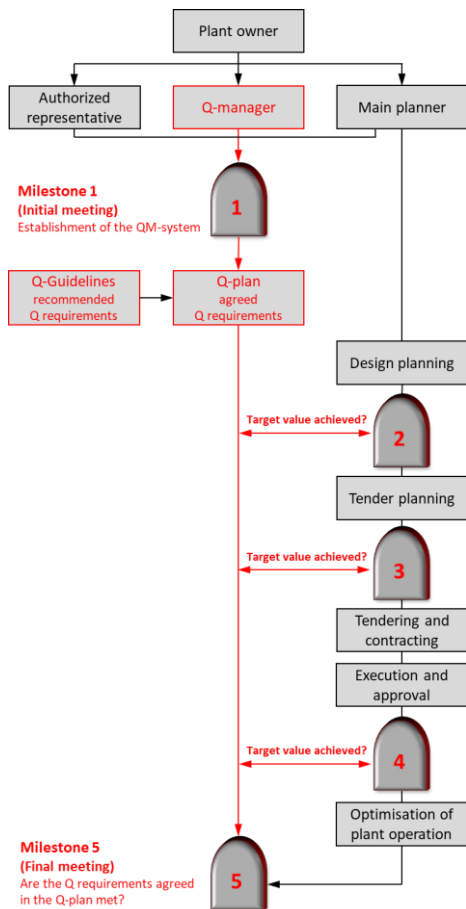 Plant owner
Authorized
representative
Q-manager
Main planner
Milestone 1
(Initial meeting)
Establishment of the QM-system
1
Q-Guidelines
recommended
Q requirements
Q-plan
agreed
Q requirements
Design planning
Target value achieved?
2
Tender planning
Target value achieved?
3
Tendering and
contracting
Execution and
approval
Target value achieved?
4
Optimisation of
plant operation
Milestone 5
(Final meeting)
Are the Q requirements agreed
in the Q-plan met?
5